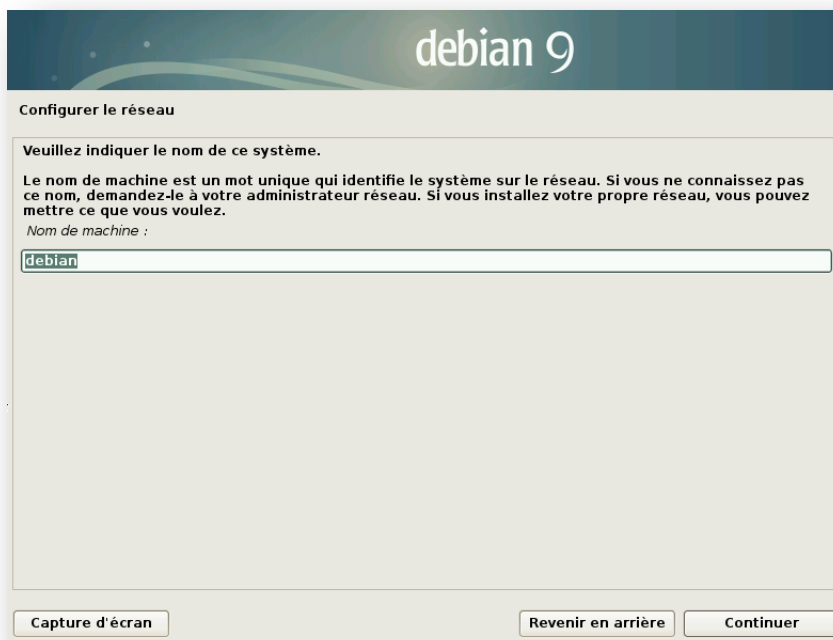 debian 9
Configurer le réseau
Veuillez indiquer le nom de ce système.
Le nom de machine est un mot unique qui identifie le système sur le réseau. Si vous ne connaissez pas
ce nom, demandez-le à votre administrateur réseau. Si vous installez votre propre réseau, vous pouvez
mettre ce que vous voulez.
Nom de machine :
debian
Capture d'écran
Revenir en arrière
Continuer